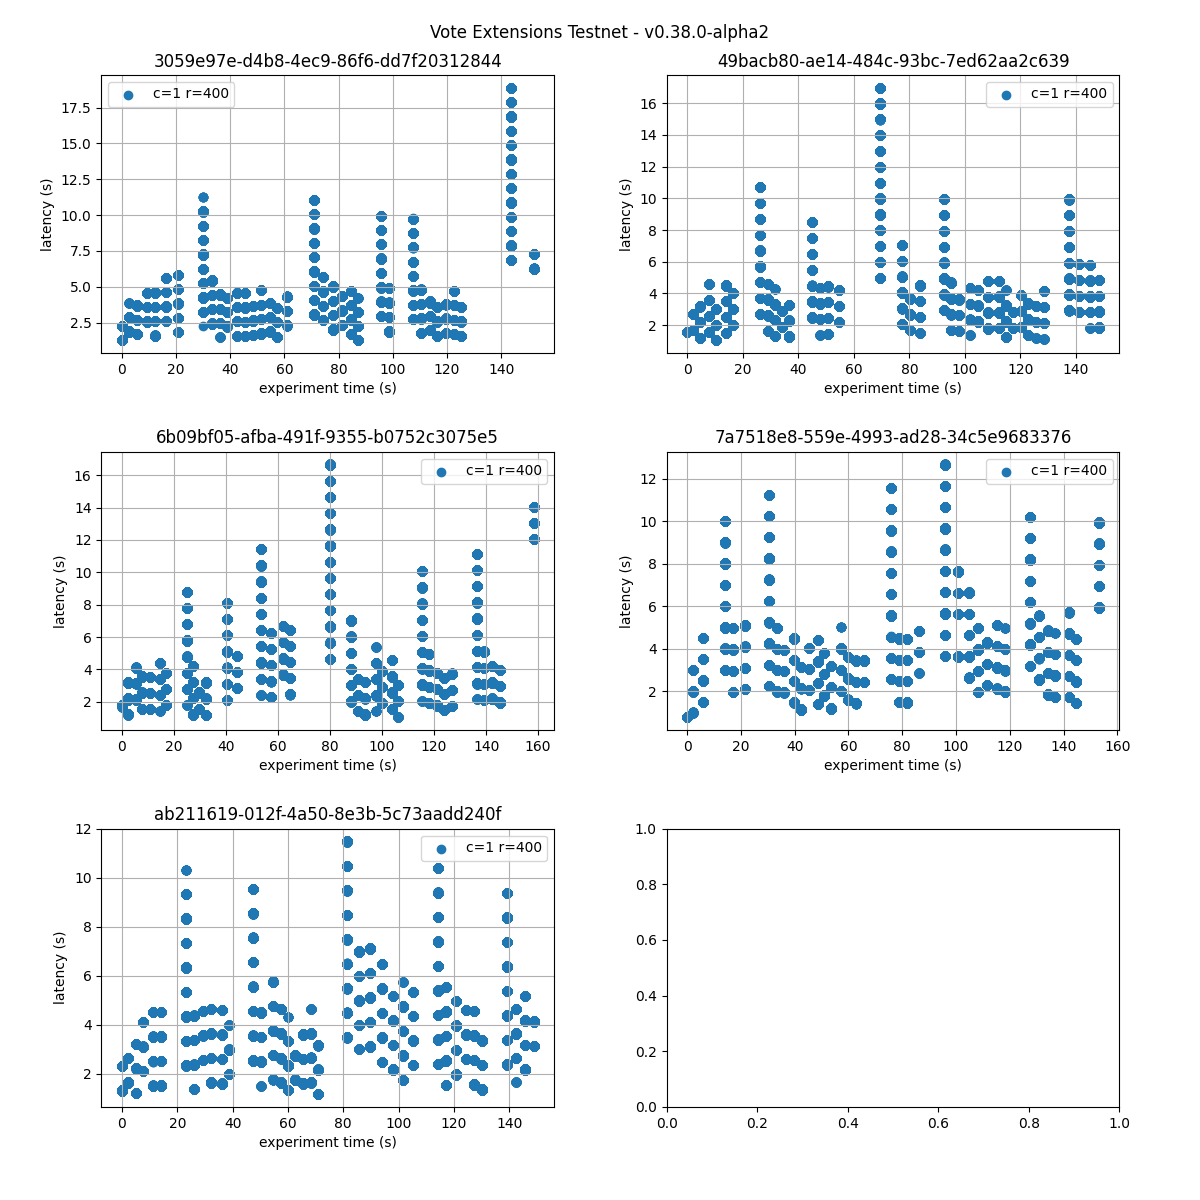 Vote Extensions Testnet - v0.38.0-alpha2
3059e97e-d4b8-4ec9-86f6-dd7f20312844
c=1 r=400
17.5
15.0
12.5
10.0
7.5
5.0
2.5
latency (s)
0 20 40 60 80 100 120 140
experiment time (s)
49bacb80-ae14-484c-93bc-7ed62aa2c639
c=1 r=400
16
14
12
10
8
6
4
2
latency (s)
0 20 40 60 80 100 120 140
experiment time (s)
6b09bf05-afba-491f-9355-b0752c3075e5
c=1 r=400
16
14
12
10
8
6
4
2
latency (s)
0 20 40 60 80 100 120 140 160
experiment time (s)
7a7518e8-559e-4993-ad28-34c5e9683376
c=1 r=400
12
10
8
6
4
2
latency (s)
0 20 40 60 80 100 120 140 160
experiment time (s)
ab211619-012f-4a50-8e3b-5c73aadd240f
c=1 r=400
12
10
8
6
4
2
latency (s)
0 20 40 60 80 100 120 140
experiment time (s)
1.0
0.8
0.6
0.4
0.2
0.0
0.0 0.2 0.4 0.6 0.8 1.0